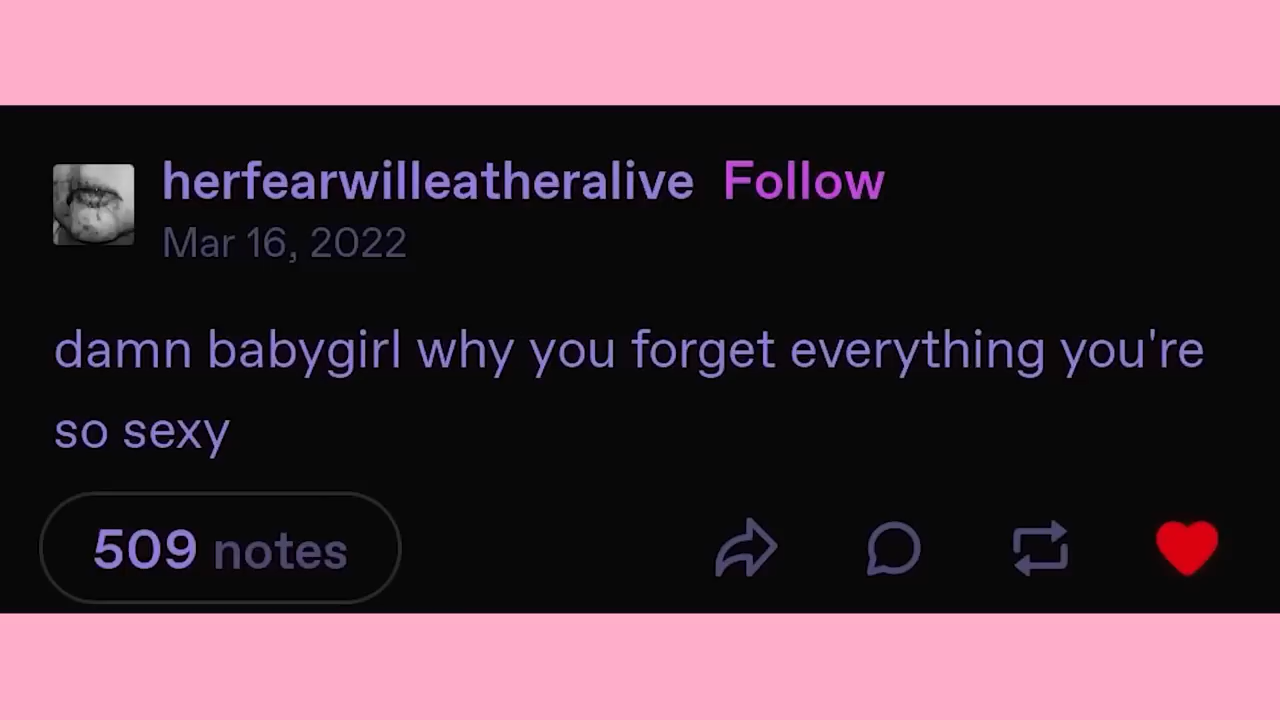 herfearwilleatheralive Follow
Mar 16, 2022
damn babygirl why you forget everything you're
so sexy
509 notes